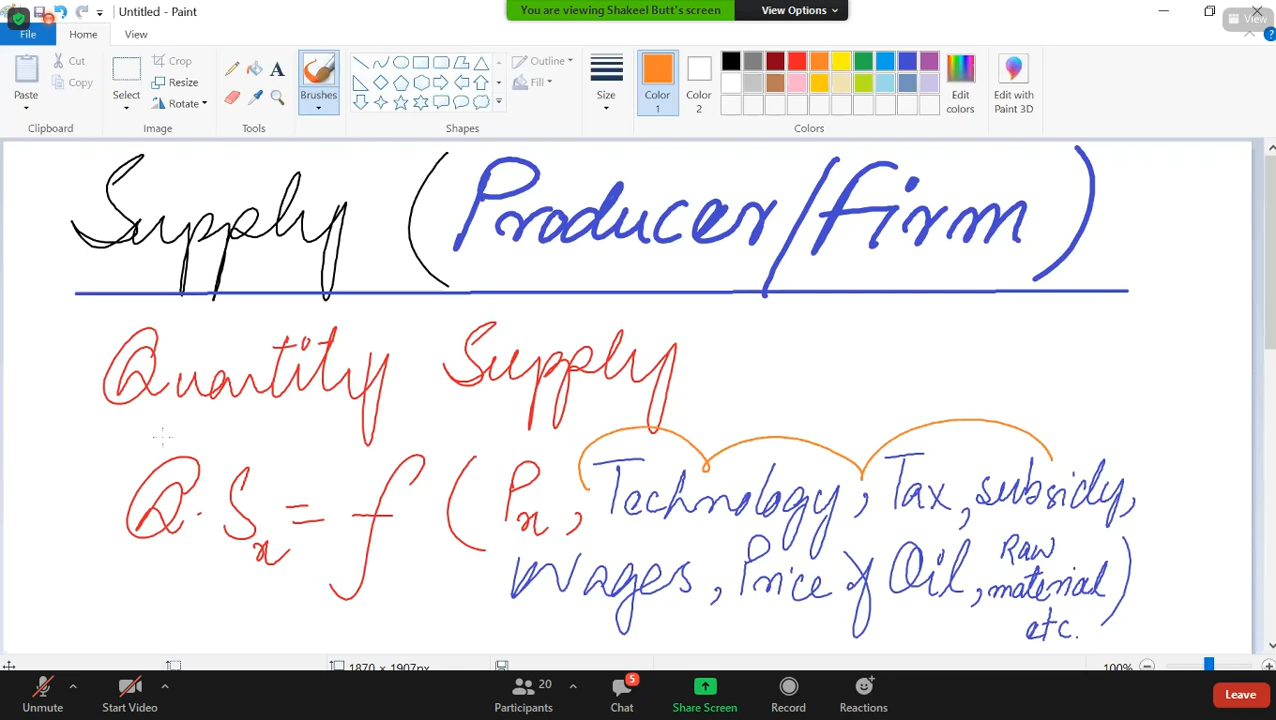 Untitled - Paint
You are viewing Shakeel Butt's screen
View Options
View
File
Home
View
Paste
Cut
Copy
Clipboard
Select
Crop
Resize
Rotate
Image
A
Tools
Brushes
Outline
Fill
Shapes
Size
Color 1
Color 2
Edit colors
Edit with Paint 3D
Colors
Supply (Producer/firm)
Quantity Supply
Q.Sx = f (Px, Technology, Tax, subsidy,
Wages, Price of Oil, Raw material etc.)
1870 × 1907px
100%
Unmute
Start Video
20
Participants
5
Chat
Share Screen
Record
Reactions
Leave